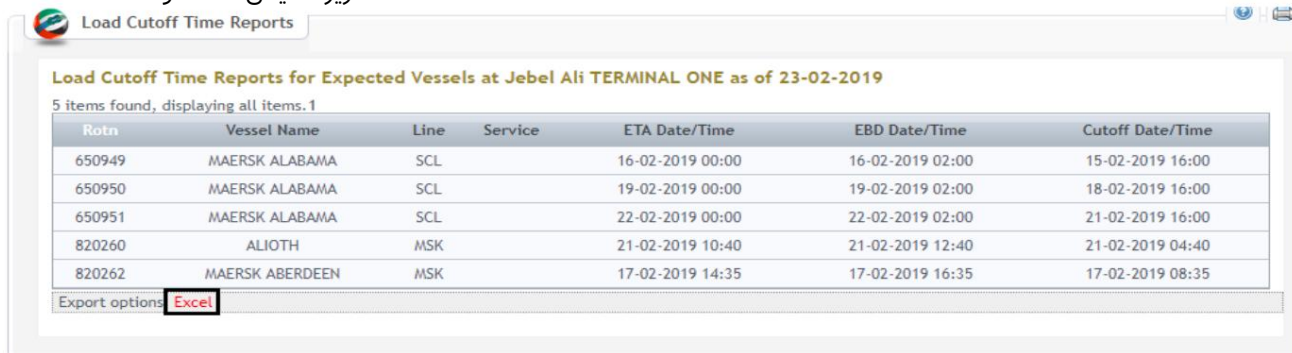 Load Cutoff Time Reports
Load Cutoff Time Reports for Expected Vessels at Jebel Ali TERMINAL ONE as of 23-02-2019
5 items found, displaying all items.1
Rotn Vessel Name Line Service ETA Date/Time EBD Date/Time Cutoff Date/Time
650949 MAERSK ALABAMA SCL 16-02-2019 00:00 16-02-2019 02:00 15-02-2019 16:00
650950 MAERSK ALABAMA SCL 19-02-2019 00:00 19-02-2019 02:00 18-02-2019 16:00
650951 MAERSK ALABAMA SCL 22-02-2019 00:00 22-02-2019 02:00 21-02-2019 16:00
820260 ALIOTH MSK 21-02-2019 10:40 21-02-2019 12:40 21-02-2019 04:40
820262 MAERSK ABERDEEN MSK 17-02-2019 14:35 17-02-2019 16:35 17-02-2019 08:35
Export options Excel